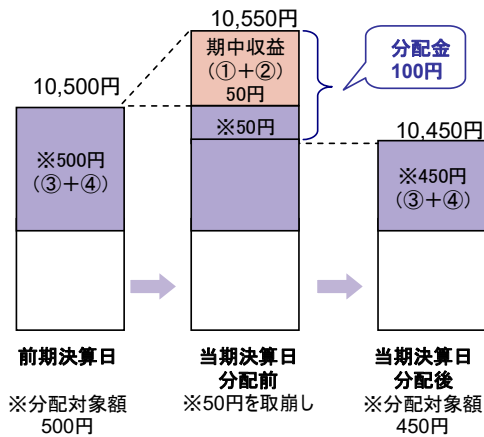 10,550円
期中収益
(①+②)
50円
分配金
100円
10,500円
※50円
10,450円
※500円
(③+④)
※450円
(③+④)
前期決算日
当期決算日
分配前
当期決算日
分配後
※分配対象額
500円
※50円を取崩し
※分配対象額
450円